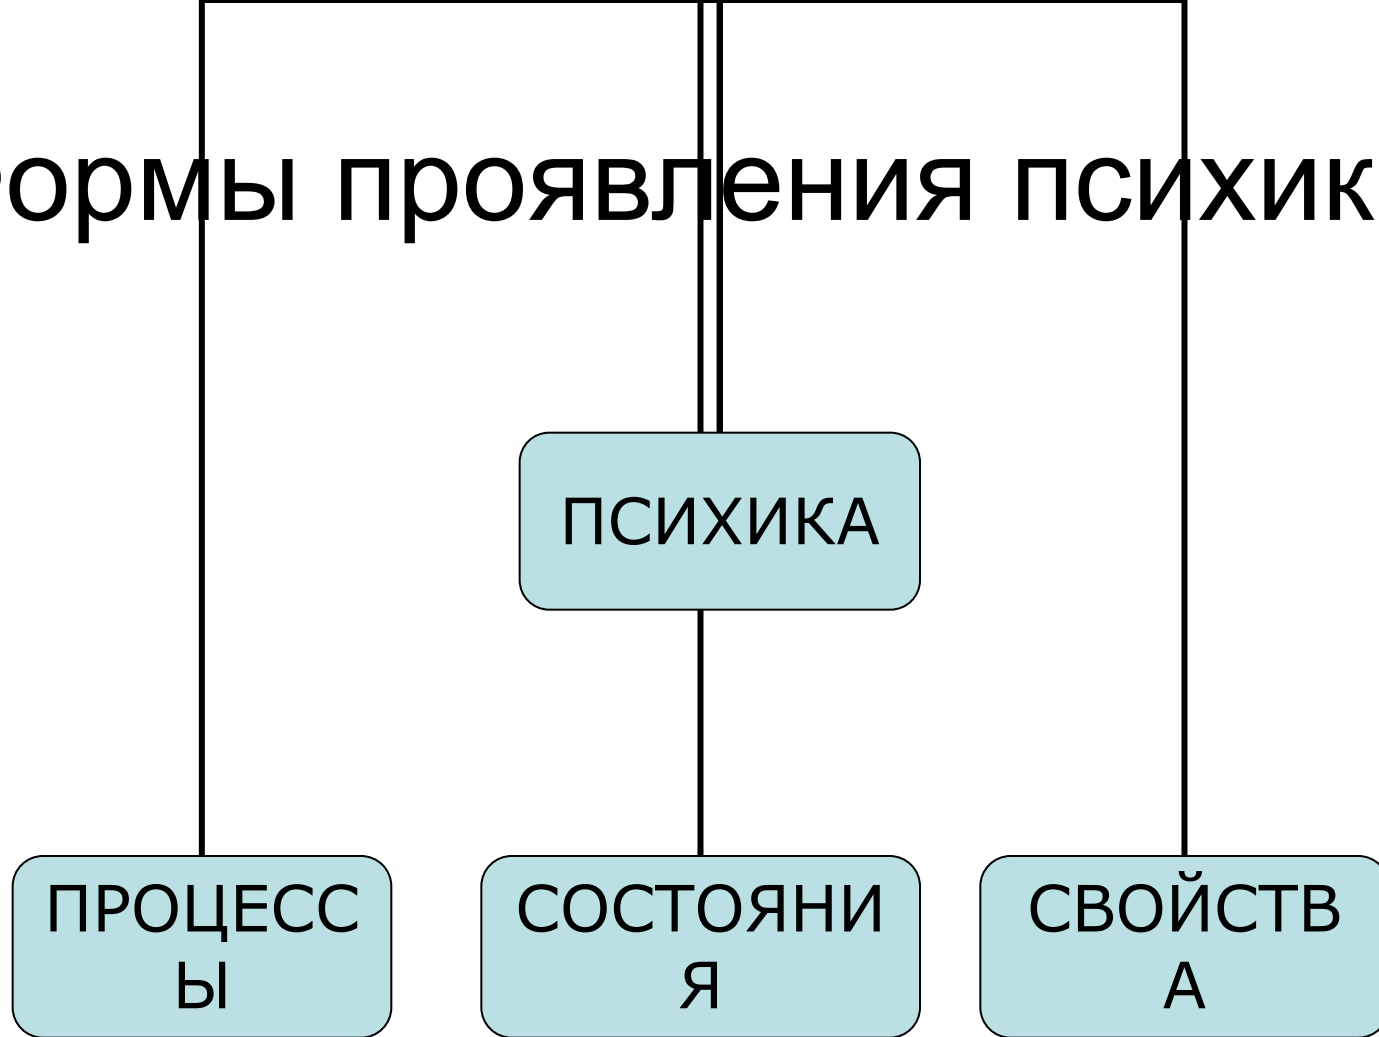 ормы проявления психик
ПСИХИКА
ПРОЦЕСС
Ы
СОСТОЯНИ
Я
СВОЙСТВ
А